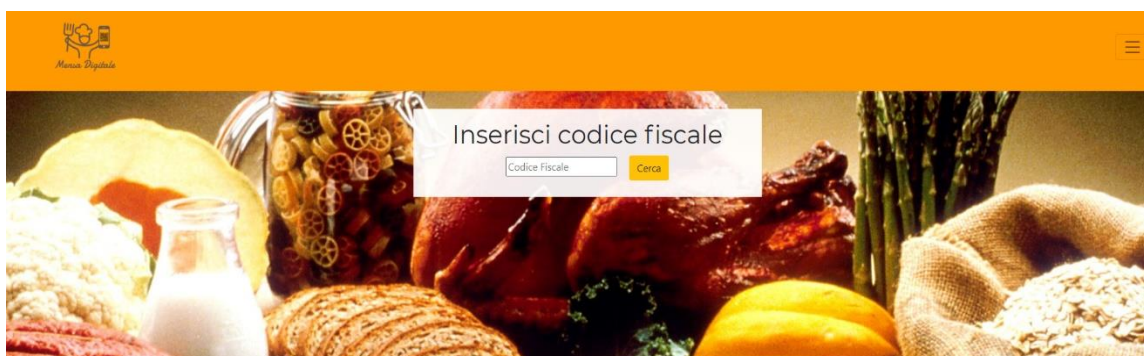 Mensa Digitale
Inserisci codice fiscale
Codice Fiscale
Cerca